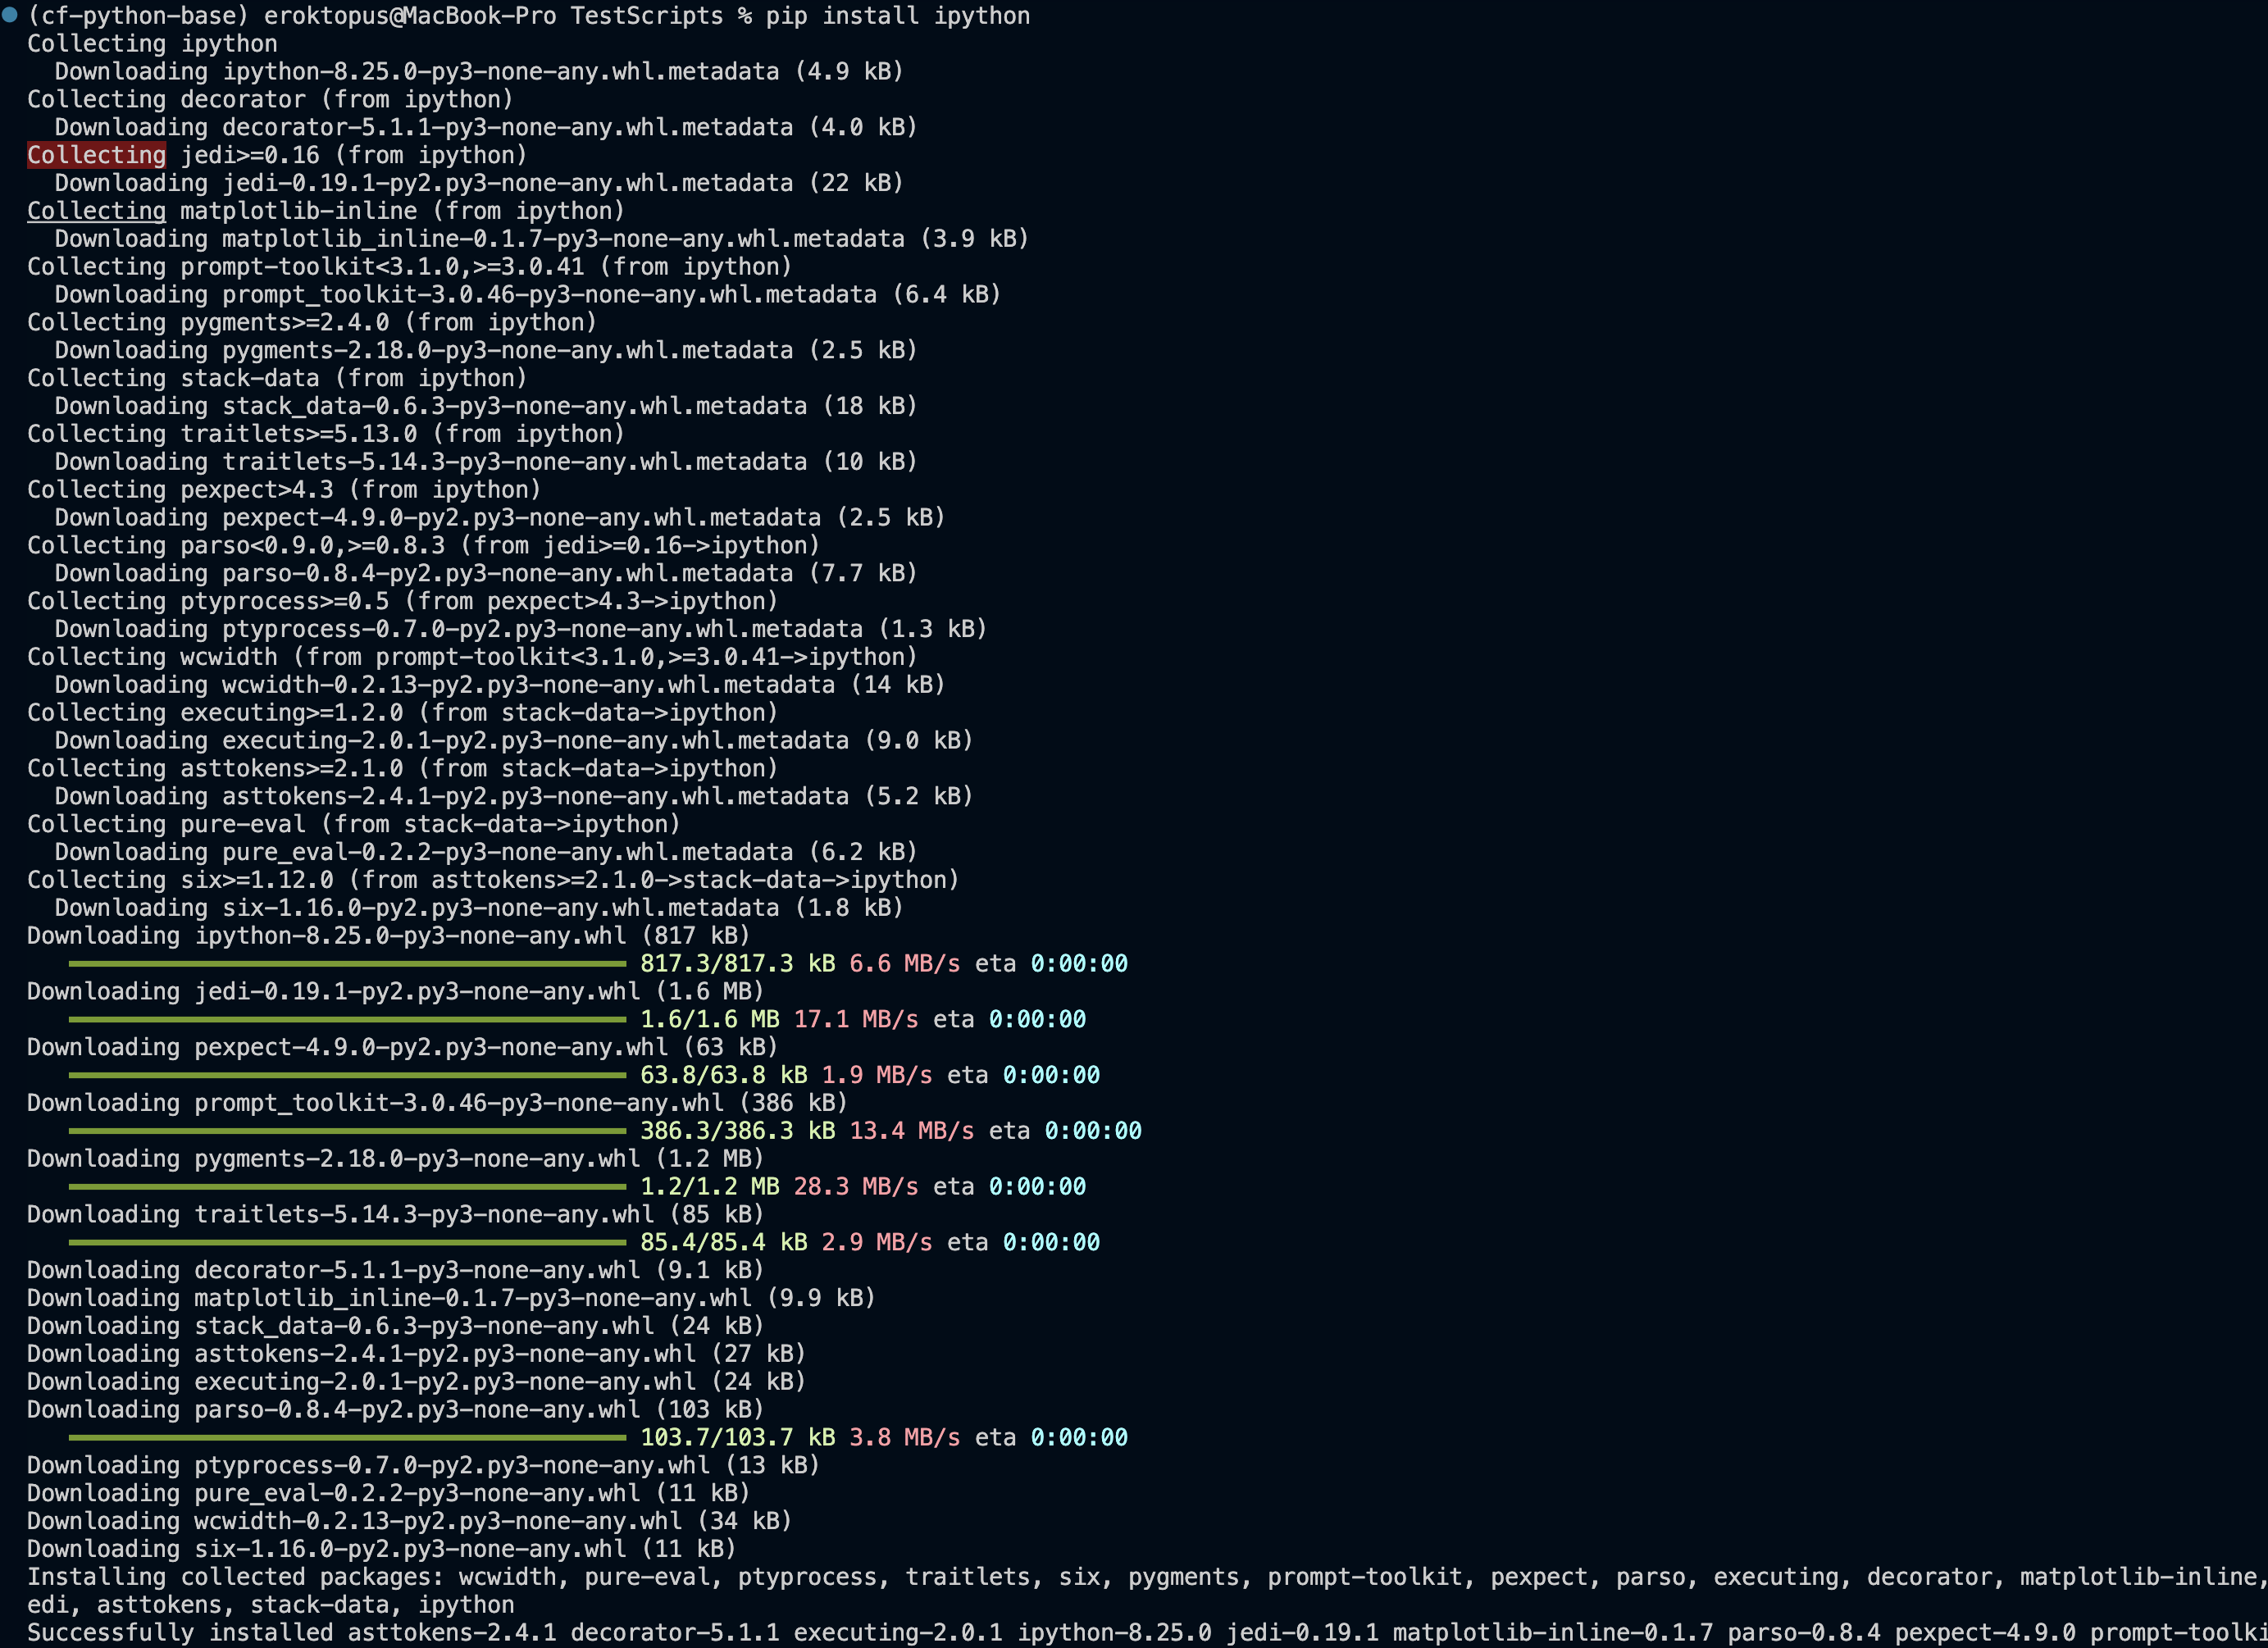 (cf-python-base) eroktopus@MacBook-Pro TestScripts % pip install ipython
Collecting ipython
  Downloading ipython-8.25.0-py3-none-any.whl.metadata (4.9 kB)
Collecting decorator (from ipython)
  Downloading decorator-5.1.1-py3-none-any.whl.metadata (4.0 kB)
Collecting jedi>=0.16 (from ipython)
  Downloading jedi-0.19.1-py2.py3-none-any.whl.metadata (22 kB)
Collecting matplotlib-inline (from ipython)
  Downloading matplotlib_inline-0.1.7-py3-none-any.whl.metadata (3.9 kB)
Collecting prompt-toolkit<3.1.0,>=3.0.41 (from ipython)
  Downloading prompt_toolkit-3.0.46-py3-none-any.whl.metadata (6.4 kB)
Collecting pygments>=2.4.0 (from ipython)
  Downloading pygments-2.18.0-py3-none-any.whl.metadata (2.5 kB)
Collecting stack-data (from ipython)
  Downloading stack_data-0.6.3-py3-none-any.whl.metadata (18 kB)
Collecting traitlets>=5.13.0 (from ipython)
  Downloading traitlets-5.14.3-py3-none-any.whl.metadata (10 kB)
Collecting pexpect>4.3 (from ipython)
  Downloading pexpect-4.9.0-py2.py3-none-any.whl.metadata (2.5 kB)
Collecting parso<0.9.0,>=0.8.3 (from jedi>=0.16->ipython)
  Downloading parso-0.8.4-py2.py3-none-any.whl.metadata (7.7 kB)
Collecting ptyprocess>=0.5 (from pexpect>4.3->ipython)
  Downloading ptyprocess-0.7.0-py2.py3-none-any.whl.metadata (1.3 kB)
Collecting wcwidth (from prompt-toolkit<3.1.0,>=3.0.41->ipython)
  Downloading wcwidth-0.2.13-py2.py3-none-any.whl.metadata (14 kB)
Collecting executing>=1.2.0 (from stack-data->ipython)
  Downloading executing-2.0.1-py2.py3-none-any.whl.metadata (9.0 kB)
Collecting asttokens>=2.1.0 (from stack-data->ipython)
  Downloading asttokens-2.4.1-py2.py3-none-any.whl.metadata (5.2 kB)
Collecting pure-eval (from stack-data->ipython)
  Downloading pure_eval-0.2.2-py3-none-any.whl.metadata (6.2 kB)
Collecting six>=1.12.0 (from asttokens>=2.1.0->stack-data->ipython)
  Downloading six-1.16.0-py2.py3-none-any.whl.metadata (1.8 kB)
Downloading ipython-8.25.0-py3-none-any.whl (817 kB)
817.3/817.3 kB 6.6 MB/s eta 0:00:00
Downloading jedi-0.19.1-py2.py3-none-any.whl (1.6 MB)
1.6/1.6 MB 17.1 MB/s eta 0:00:00
Downloading pexpect-4.9.0-py2.py3-none-any.whl (63 kB)
63.8/63.8 kB 1.9 MB/s eta 0:00:00
Downloading prompt_toolkit-3.0.46-py3-none-any.whl (386 kB)
386.3/386.3 kB 13.4 MB/s eta 0:00:00
Downloading pygments-2.18.0-py3-none-any.whl (1.2 MB)
1.2/1.2 MB 28.3 MB/s eta 0:00:00
Downloading traitlets-5.14.3-py3-none-any.whl (85 kB)
85.4/85.4 kB 2.9 MB/s eta 0:00:00
Downloading decorator-5.1.1-py3-none-any.whl (9.1 kB)
Downloading matplotlib_inline-0.1.7-py3-none-any.whl (9.9 kB)
Downloading stack_data-0.6.3-py3-none-any.whl (24 kB)
Downloading asttokens-2.4.1-py2.py3-none-any.whl (27 kB)
Downloading executing-2.0.1-py2.py3-none-any.whl (24 kB)
Downloading parso-0.8.4-py2.py3-none-any.whl (103 kB)
103.7/103.7 kB 3.8 MB/s eta 0:00:00
Downloading ptyprocess-0.7.0-py2.py3-none-any.whl (13 kB)
Downloading pure_eval-0.2.2-py3-none-any.whl (11 kB)
Downloading wcwidth-0.2.13-py2.py3-none-any.whl (34 kB)
Downloading six-1.16.0-py2.py3-none-any.whl (11 kB)
Installing collected packages: wcwidth, pure-eval, ptyprocess, traitlets, six, pygments, prompt-toolkit, pexpect, parso, executing, decorator, matplotlib-inline,
edi, asttokens, stack-data, ipython
Successfully installed asttokens-2.4.1 decorator-5.1.1 executing-2.0.1 ipython-8.25.0 jedi-0.19.1 matplotlib-inline-0.1.7 parso-0.8.4 pexpect-4.9.0 prompt-toolk